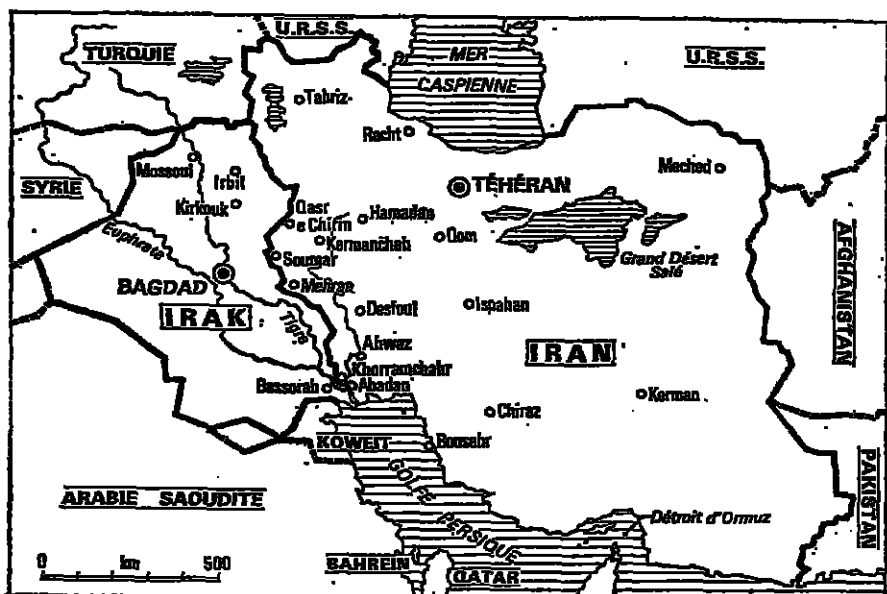 U.R.S.S.
TURQUIE
MER
CASPIENNE
U.R.S.S.
Tabriz
Racht
Mossoul
Irbil
TÉHÉRAN
Meched
SYRIE
Kirkouk
Qasr
e Chirin
Hamadan
Kermanchah
Qom
Euphrate
Soumar
Grand Désert
Salé
AFGHANISTAN
BAGDAD
Mehran
IRAK
Tigre
Desfoul
Ispahan
Ahwaz
IRAN
Khorramchahr
Bassorah
Abadan
Kerman
Chiraz
KOWEIT
Bousehr
GOLFE
PERSIQUE
ARABIE SAOUDITE
Détroit d'Ormuz
PAKISTAN
0 km 500
BAHREIN
QATAR